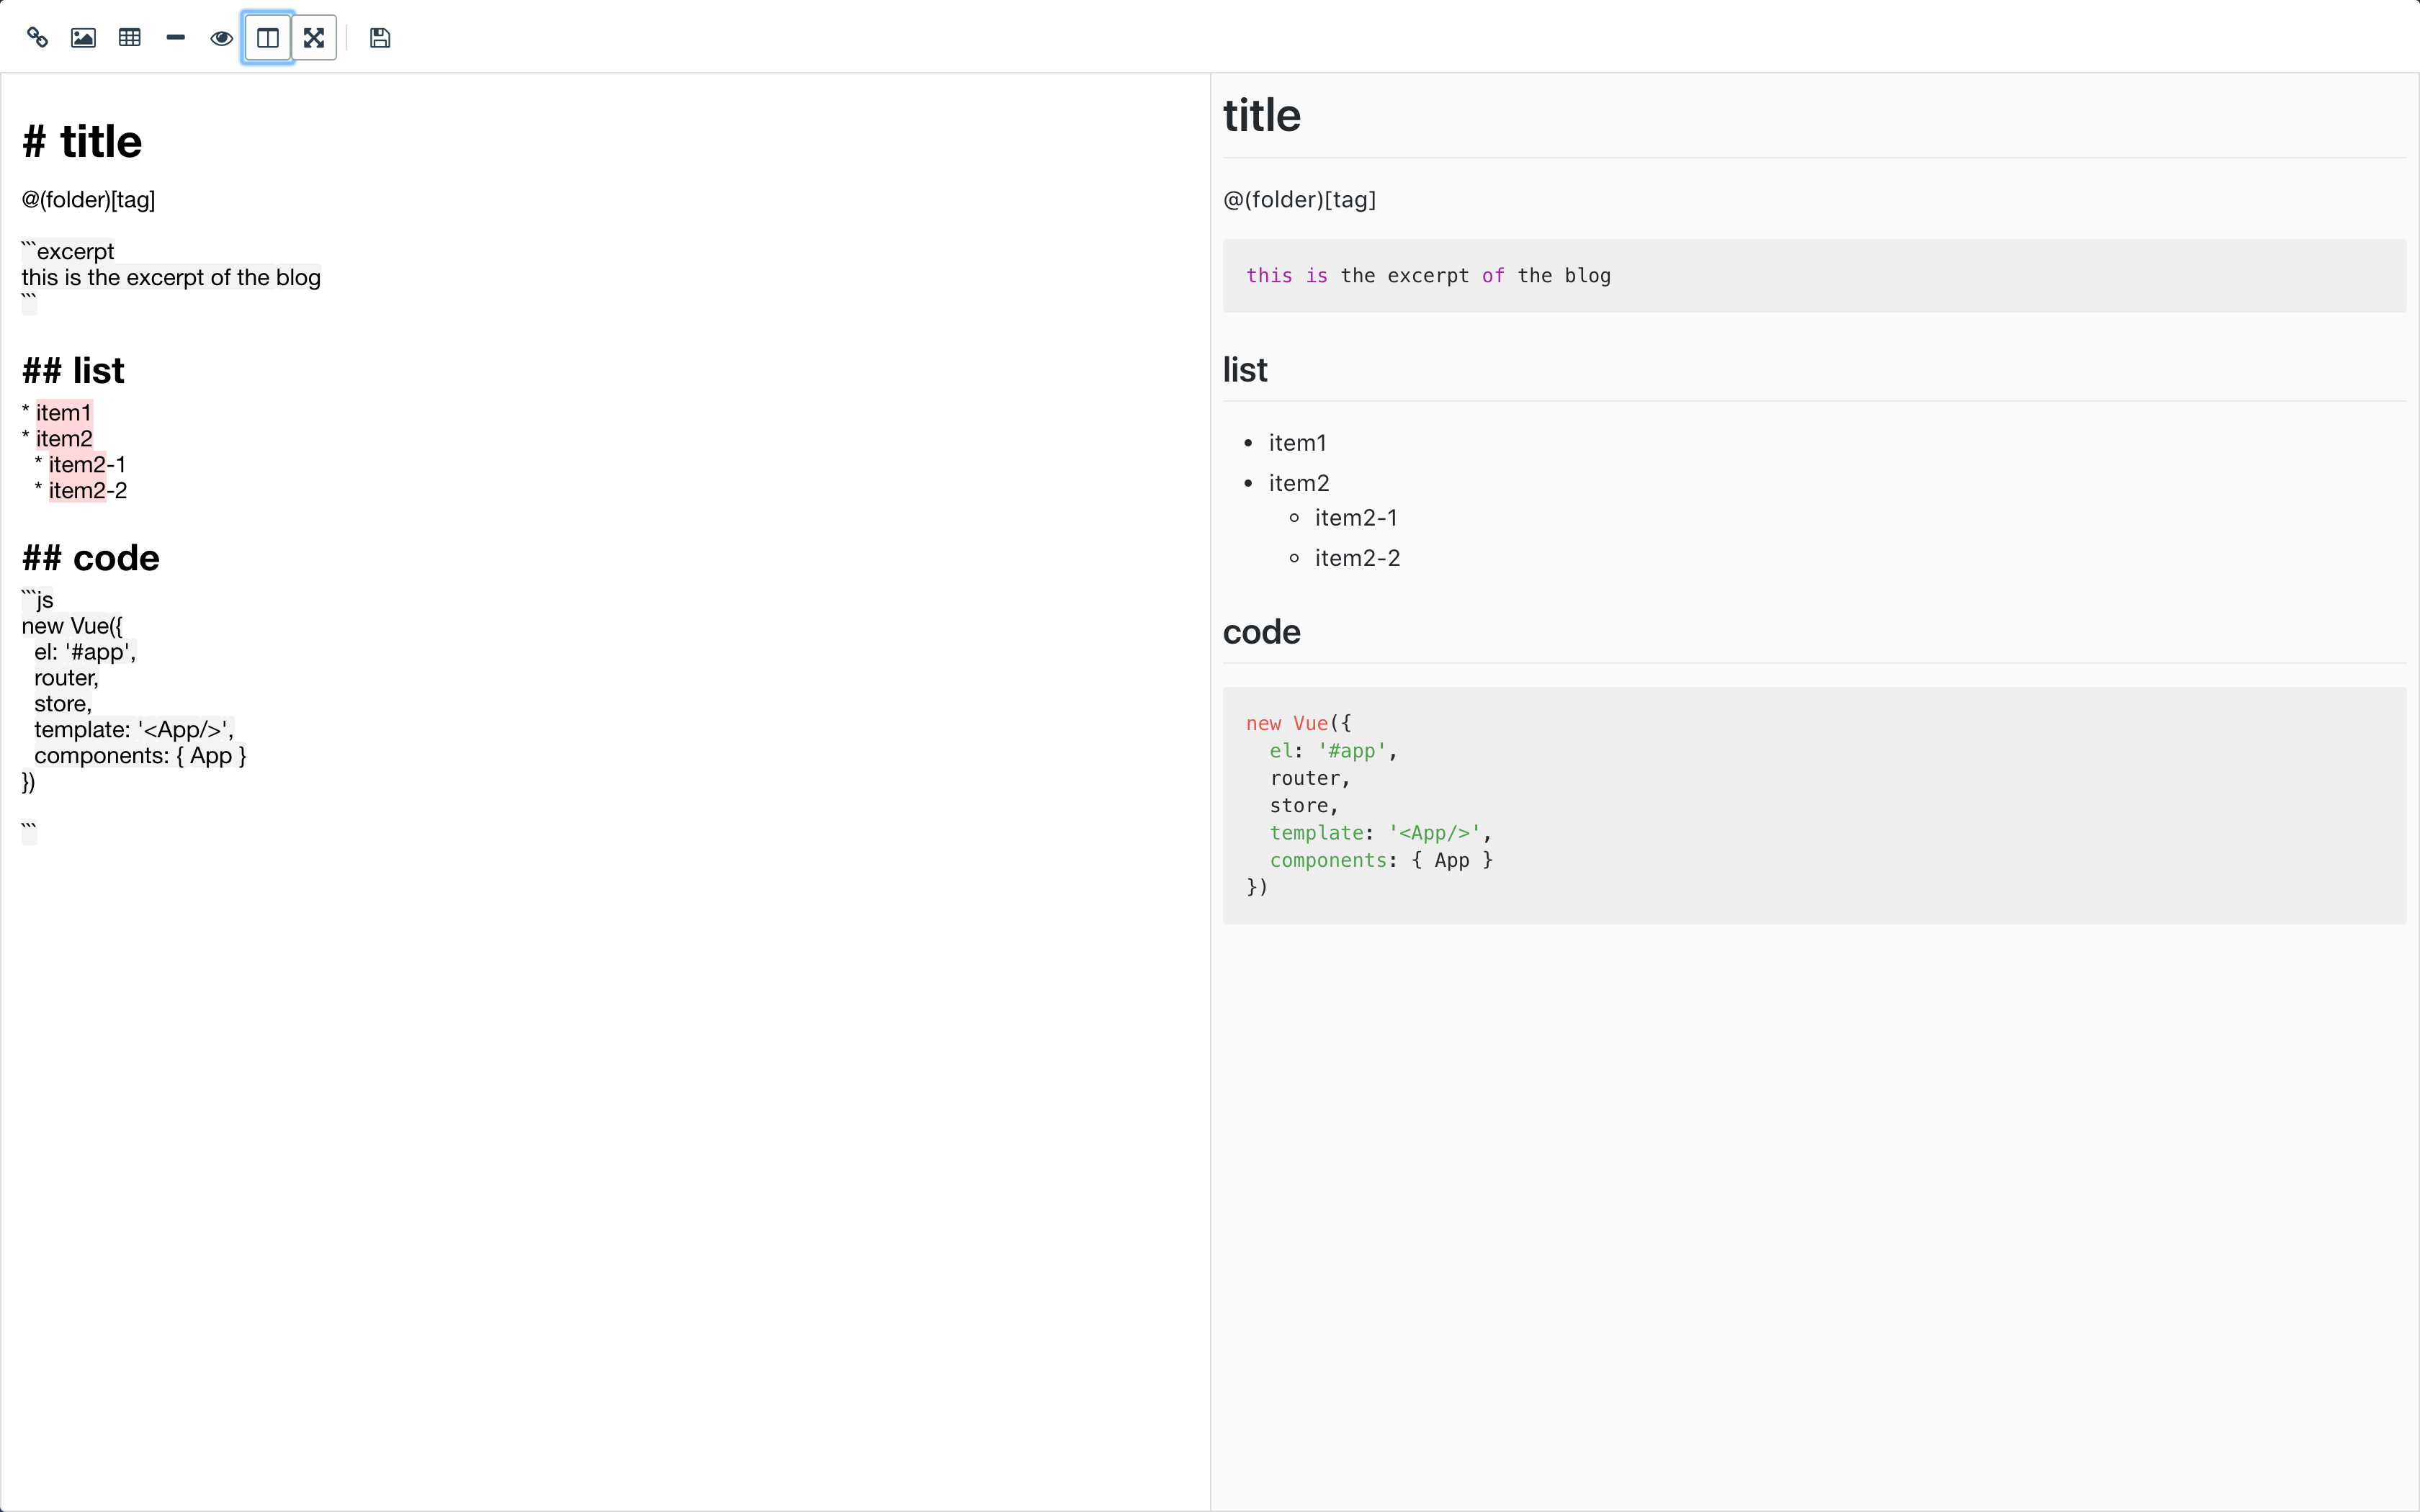 # title
@(folder)[tag]
```excerpt
this is the excerpt of the blog
```
## list
* item1
* item2
  * item2-1
  * item2-2
## code
```js
new Vue({
  el: '#app',
  router,
  store,
  template: '<App/>',
  components: { App }
})
```
title
@(folder)[tag]
this is the excerpt of the blog
list
• item1
• item2
◦ item2-1
◦ item2-2
code
new Vue({
  el: '#app',
  router,
  store,
  template: '<App/>',
  components: { App }
})